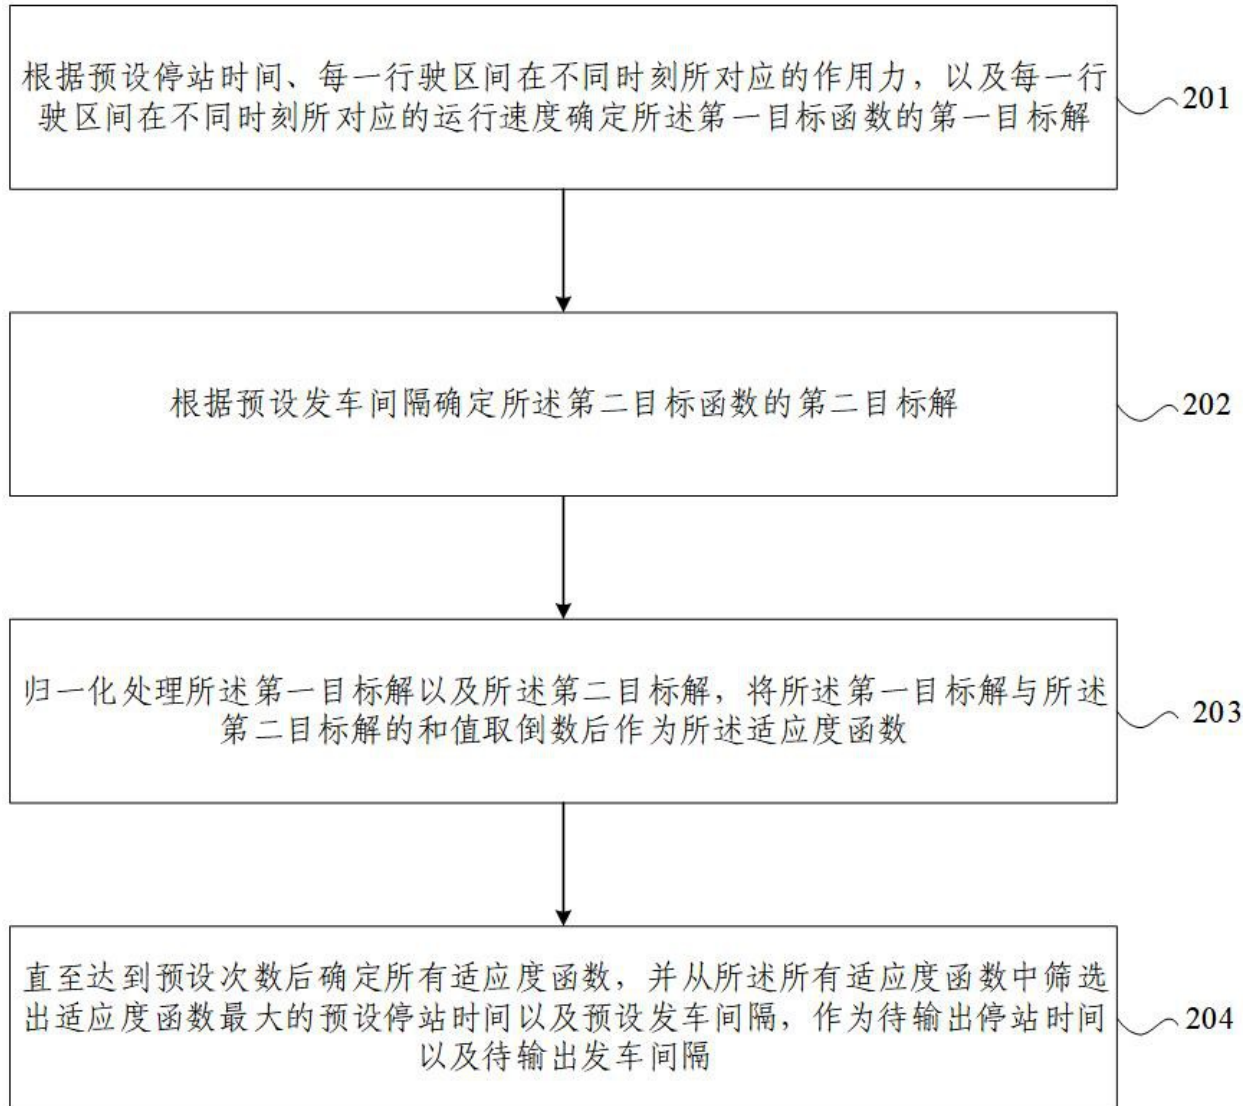 根据预设停站时间、每一行驶区间在不同时刻所对应的作用力，以及每一行
驶区间在不同时刻所对应的运行速度确定所述第一目标函数的第一目标解
201
根据预设发车间隔确定所述第二目标函数的第二目标解
202
归一化处理所述第一目标解以及所述第二目标解，将所述第一目标解与所述
第二目标解的和值取倒数后作为所述适应度函数
203
直至达到预设次数后确定所有适应度函数，并从所述所有适应度函数中筛选
出适应度函数最大的预设停站时间以及预设发车间隔，作为待输出停站时间
以及待输出发车间隔
204